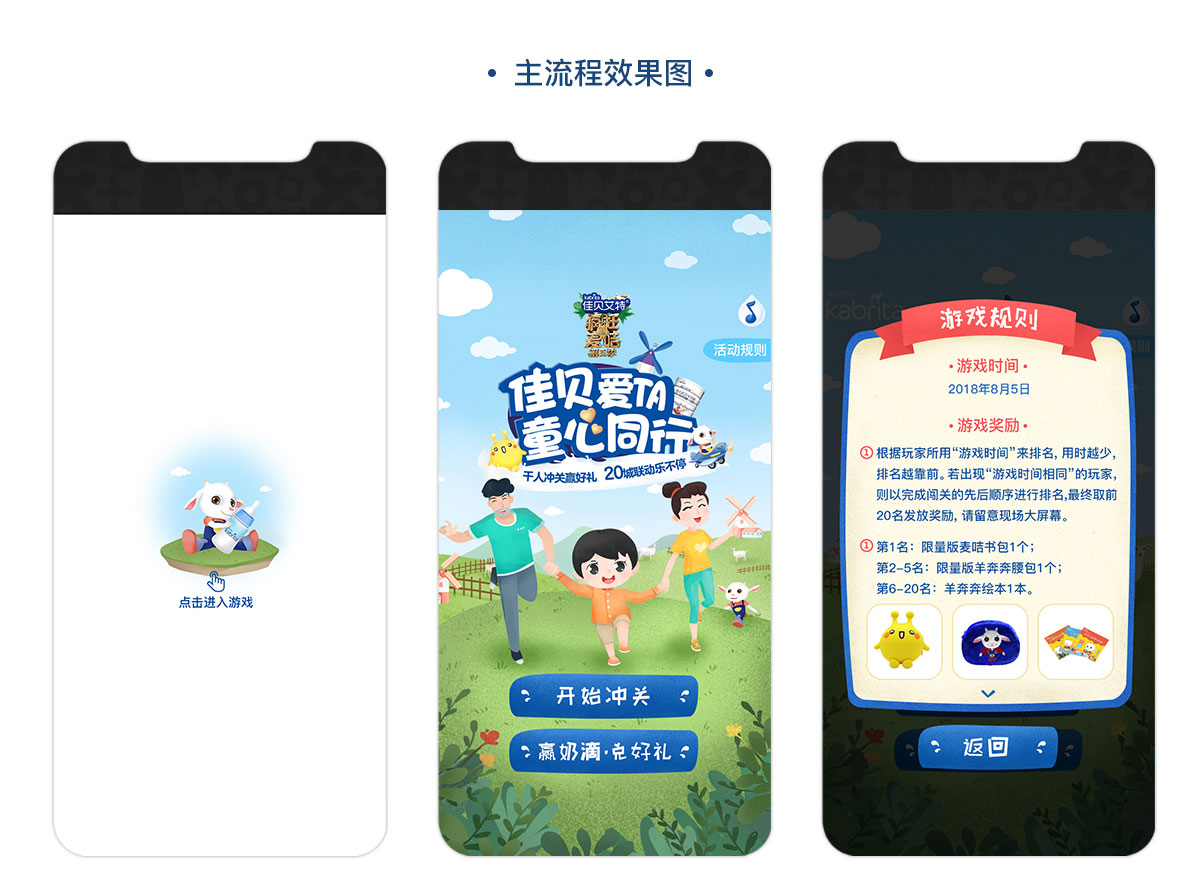 • 主流程效果图 •
点击进入游戏
kabrita
佳贝艾特
疯狂
麦咭
活动规则
佳贝爱TA
童心同行
千人冲关赢好礼 20城联动乐不停
开始冲关
赢奶滴·兑好礼
kabrita
游戏规则
• 游戏时间 •
2018年8月5日
• 游戏奖励 •
① 根据玩家所用“游戏时间”来排名, 用时越少,
排名越靠前。若出现“游戏时间相同”的玩家,
则以完成闯关的先后顺序进行排名,最终取前
20名发放奖励, 请留意现场大屏幕。
① 第1名：限量版麦咭书包1个；
第2-5名：限量版羊奔奔腰包1个；
第6-20名：羊奔奔绘本1本。
返回